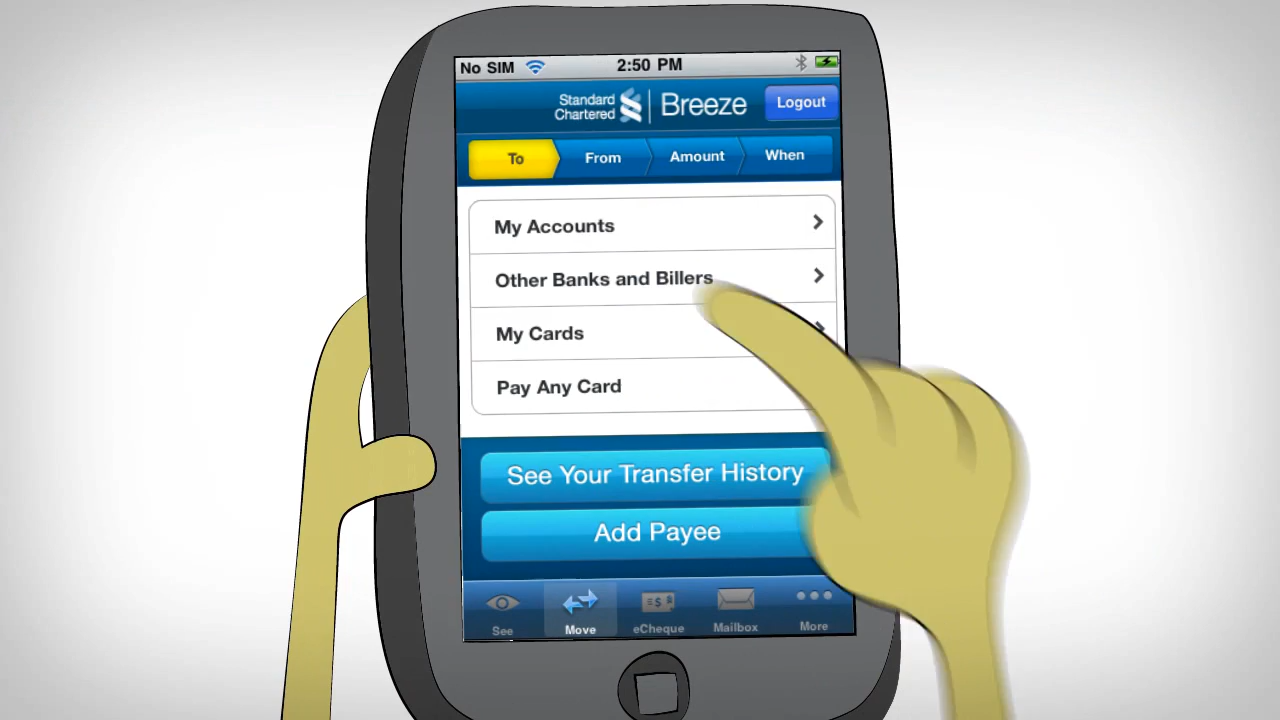 No SIM 2:50 PM
Standard
Chartered
Breeze
Logout
To From Amount When
My Accounts
Other Banks and Billers
My Cards
Pay Any Card
See Your Transfer History
Add Payee
See Move eCheque Mailbox More